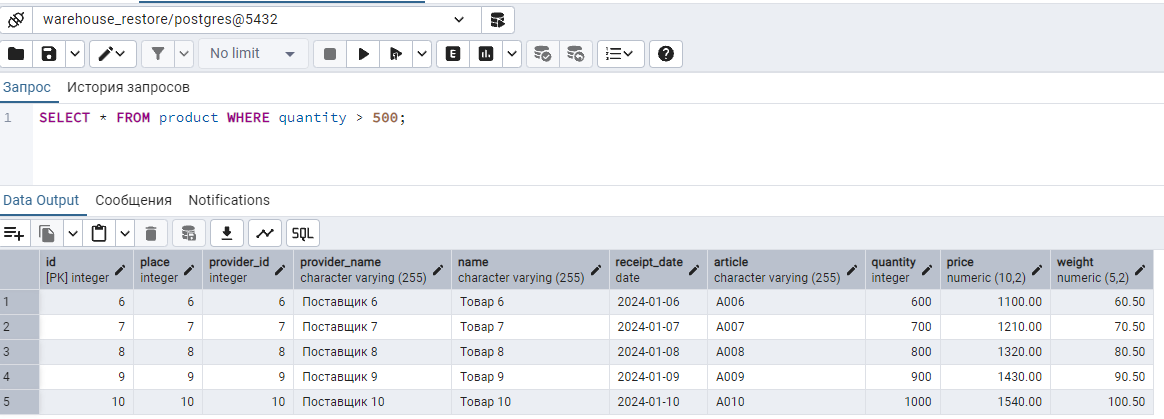 warehouse_restore/postgres@5432
No limit
E
Запрос История запросов
1 SELECT * FROM product WHERE quantity > 500;
Data Output Сообщения Notifications
SQL
id place provider_id provider_name name receipt_date article quantity price weight
[PK] integer integer integer character varying (255) character varying (255) date character varying (255) integer numeric (10,2) numeric (5,2)
1 6 6 6 Поставщик 6 Товар 6 2024-01-06 A006 600 1100.00 60.50
2 7 7 7 Поставщик 7 Товар 7 2024-01-07 A007 700 1210.00 70.50
3 8 8 8 Поставщик 8 Товар 8 2024-01-08 A008 800 1320.00 80.50
4 9 9 9 Поставщик 9 Товар 9 2024-01-09 A009 900 1430.00 90.50
5 10 10 10 Поставщик 10 Товар 10 2024-01-10 A010 1000 1540.00 100.50